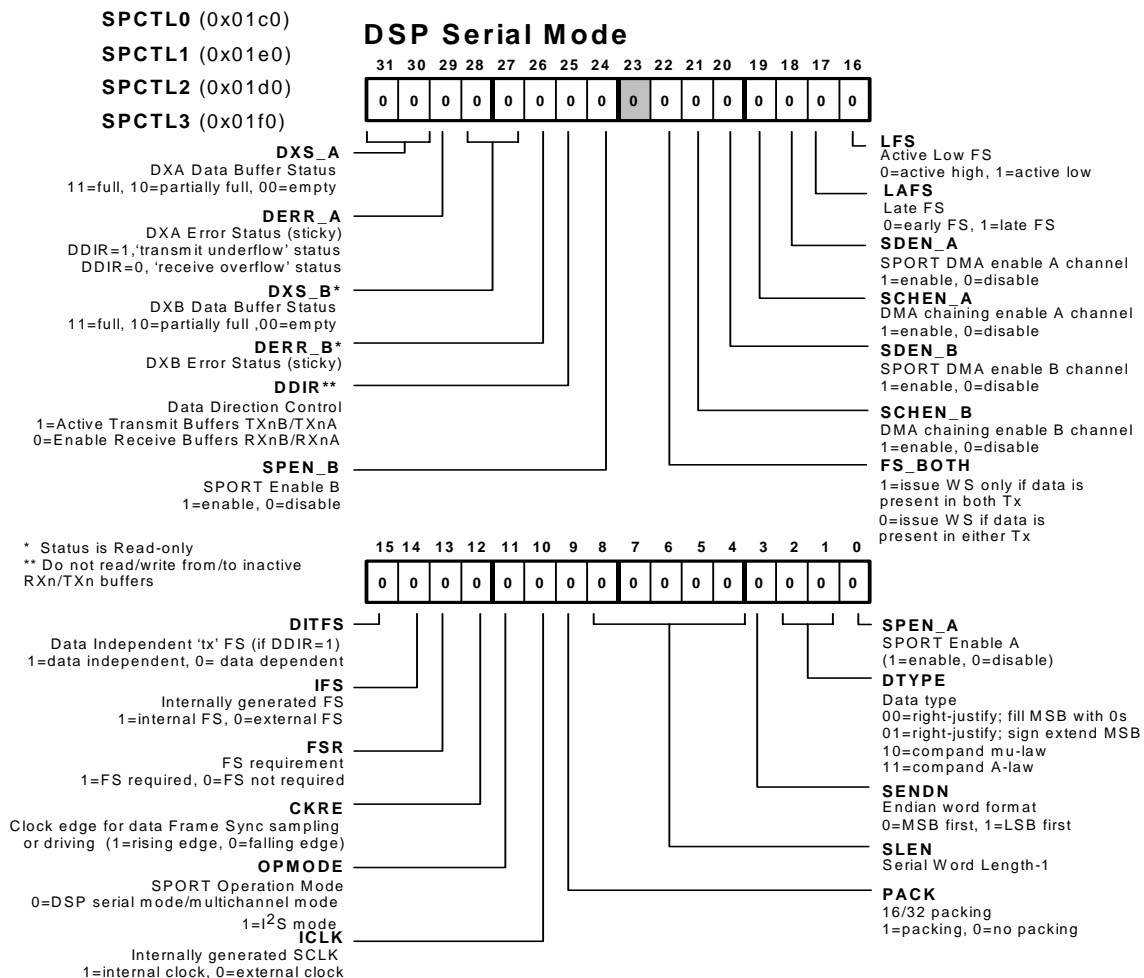 SPCTL0 (0x01c0)
SPCTL1 (0x01e0)
SPCTL2 (0x01d0)
SPCTL3 (0x01f0)
DSP Serial Mode
31 30 29 28 27 26 25 24 23 22 21 20 19 18 17 16
0 0 0 0 0 0 0 0 0 0 0 0 0 0 0 0
DXS_A
DXA Data Buffer Status
11=full, 10=partially full, 00=empty
DERR_A
DXA Error Status (sticky)
DDIR=1,'transmit underflow' status
DDIR=0, 'receive overflow' status
DXS_B*
DXB Data Buffer Status
11=full, 10=partially full ,00=empty
DERR_B*
DXB Error Status (sticky)
DDIR**
Data Direction Control
1=Active Transmit Buffers TXnB/TXnA
0=Enable Receive Buffers RXnB/RXnA
SPEN_B
SPORT Enable B
1=enable, 0=disable
LFS
Active Low FS
0=active high, 1=active low
LAFS
Late FS
0=early FS, 1=late FS
SDEN_A
SPORT DMA enable A channel
1=enable, 0=disable
SCHEN_A
DMA chaining enable A channel
1=enable, 0=disable
SDEN_B
SPORT DMA enable B channel
1=enable, 0=disable
SCHEN_B
DMA chaining enable B channel
1=enable, 0=disable
FS_BOTH
1=issue WS only if data is
present in both Tx
0=issue WS if data is
present in either Tx
* Status is Read-only
** Do not read/write from/to inactive
RXn/TXn buffers
15 14 13 12 11 10 9 8 7 6 5 4 3 2 1 0
0 0 0 0 0 0 0 0 0 0 0 0 0 0 0 0
DITFS
Data Independent 'tx' FS (if DDIR=1)
1=data independent, 0= data dependent
IFS
Internally generated FS
1=internal FS, 0=external FS
FSR
FS requirement
1=FS required, 0=FS not required
CKRE
Clock edge for data Frame Sync sampling
or driving (1=rising edge, 0=falling edge)
OPMODE
SPORT Operation Mode
0=DSP serial mode/multichannel mode
1=I²S mode
ICLK
Internally generated SCLK
1=internal clock, 0=external clock
SPEN_A
SPORT Enable A
(1=enable, 0=disable)
DTYPE
Data type
00=right-justify; fill MSB with 0s
01=right-justify; sign extend MSB
10=compand mu-law
11=compand A-law
SENDN
Endian word format
0=MSB first, 1=LSB first
SLEN
Serial Word Length-1
PACK
16/32 packing
1=packing, 0=no packing